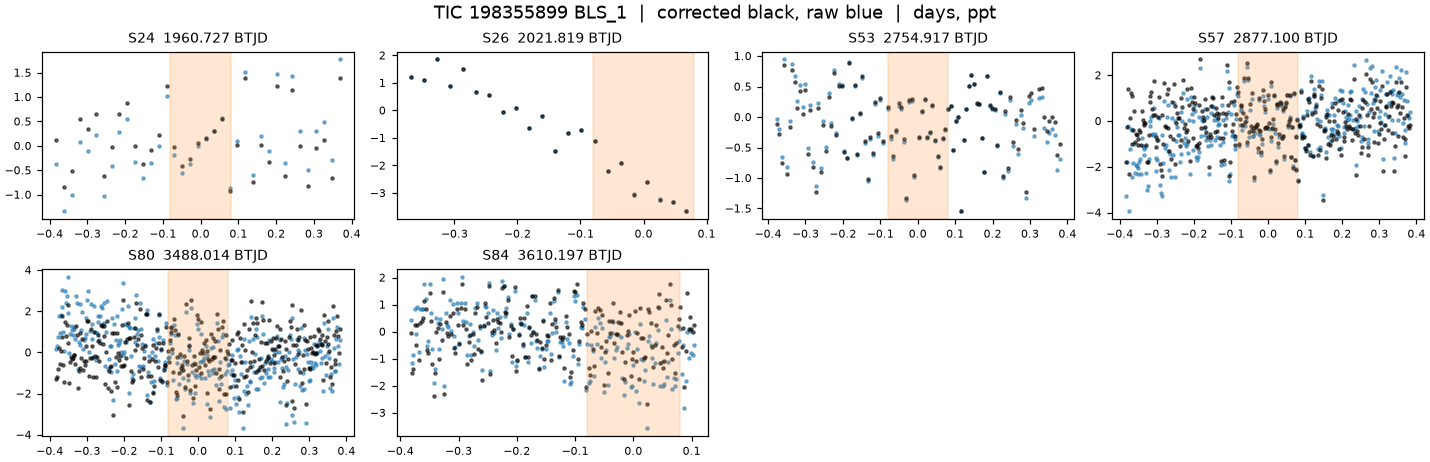 TIC 198355899 BLS_1 | corrected black, raw blue | days, ppt
S24 1960.727 BTJD
S26 2021.819 BTJD
S53 2754.917 BTJD
S57 2877.100 BTJD
1.5
1.0
0.5
0.0
−0.5
−1.0
−0.4 −0.3 −0.2 −0.1 0.0 0.1 0.2 0.3 0.4
2
1
0
−1
−2
−3
−0.3 −0.2 −0.1 0.0 0.1
1.0
0.5
0.0
−0.5
−1.0
−1.5
−0.4 −0.3 −0.2 −0.1 0.0 0.1 0.2 0.3 0.4
2
0
−2
−4
−0.4 −0.3 −0.2 −0.1 0.0 0.1 0.2 0.3 0.4
S80 3488.014 BTJD
S84 3610.197 BTJD
4
2
0
−2
−4
−0.4 −0.3 −0.2 −0.1 0.0 0.1 0.2 0.3 0.4
2
1
0
−1
−2
−3
−0.4 −0.3 −0.2 −0.1 0.0 0.1